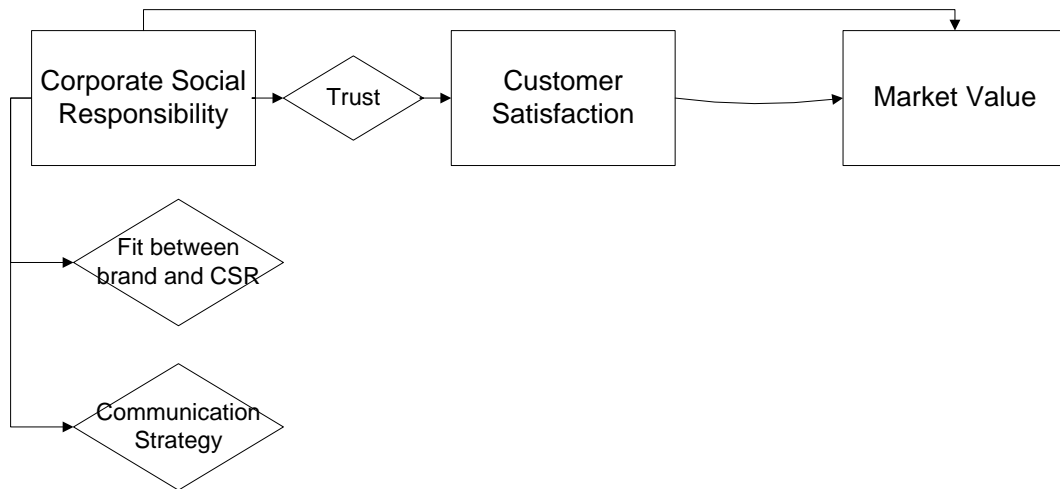 Corporate Social
Responsibility
Trust
Customer
Satisfaction
Market Value
Fit between
brand and CSR
Communication
Strategy